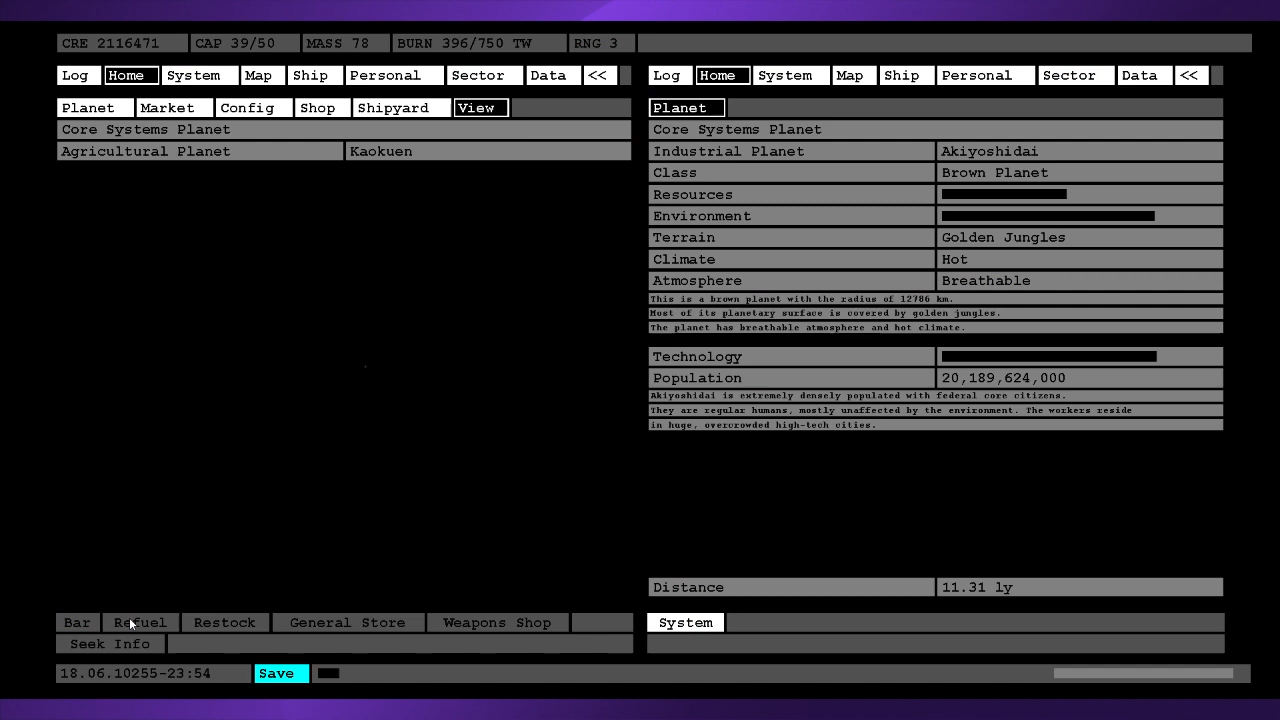 CRE 2116471 CAP 39/50 MASS 78 BURN 396/750 TW RNG 3
Log Home System Map Ship Personal Sector Data <<
Planet Market Config Shop Shipyard View
Core Systems Planet
Agricultural Planet Kaokuen
Bar Refuel Restock General Store Weapons Shop
Seek Info
Log Home System Map Ship Personal Sector Data <<
Planet
Core Systems Planet
Industrial Planet Akiyoshidai
Class Brown Planet
Resources
Environment
Terrain Golden Jungles
Climate Hot
Atmosphere Breathable
This is a brown planet with the radius of 12786 km.
Most of its planetary surface is covered by golden jungles.
The planet has breathable atmosphere and hot climate.
Technology
Population 20,189,624,000
Akiyoshidai is extremely densely populated with federal core citizens.
They are regular humans, mostly unaffected by the environment. The workers reside
in huge, overcrowded high-tech cities.
Distance 11.31 ly
System
18.06.10255-23:54 Save